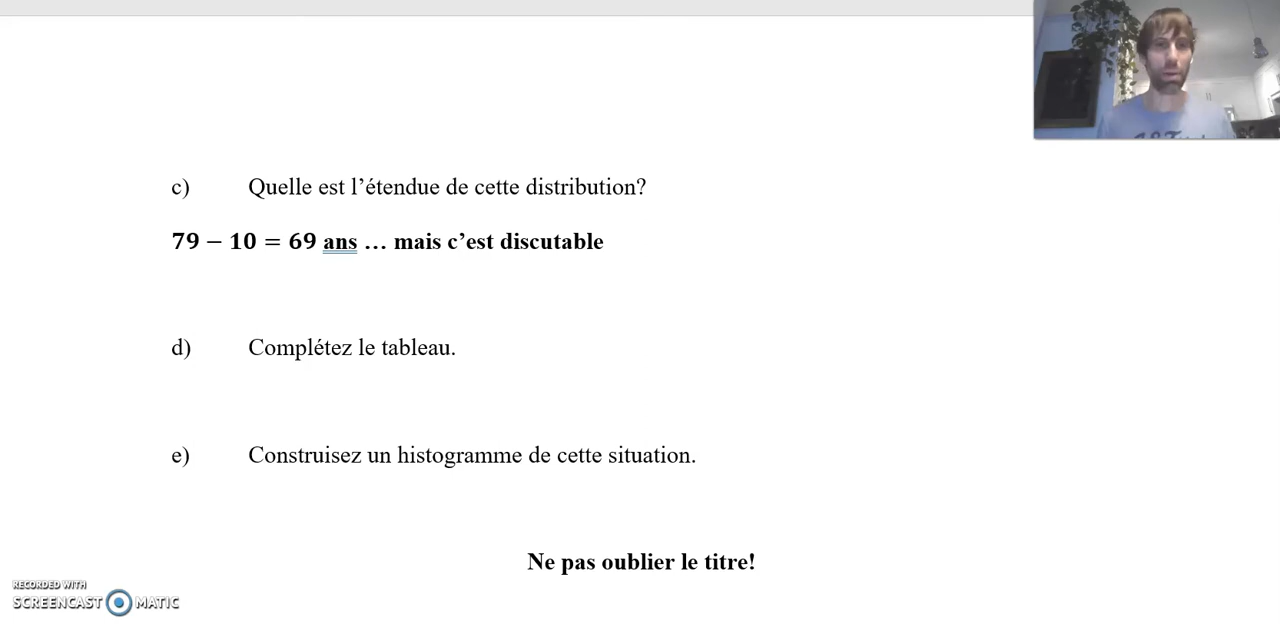 c) Quelle est l’étendue de cette distribution?
79 − 10 = 69 ans … mais c’est discutable
d) Complétez le tableau.
e) Construisez un histogramme de cette situation.
Ne pas oublier le titre!
RECORDED WITH
SCREENCAST MATIC